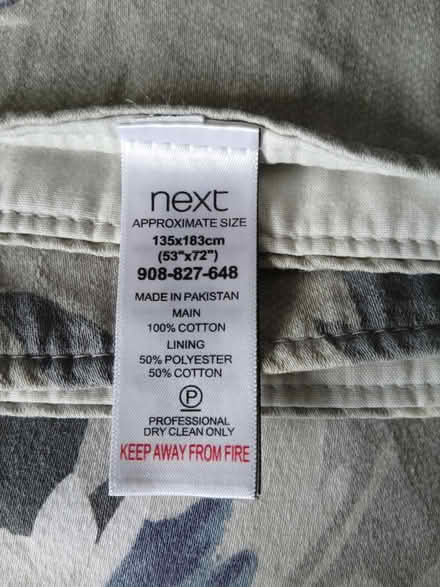 next
APPROXIMATE SIZE
135x183cm
(53"x72")
908-827-648
MADE IN PAKISTAN
MAIN
100% COTTON
LINING
50% POLYESTER
50% COTTON
P
PROFESSIONAL
DRY CLEAN ONLY
KEEP AWAY FROM FIRE